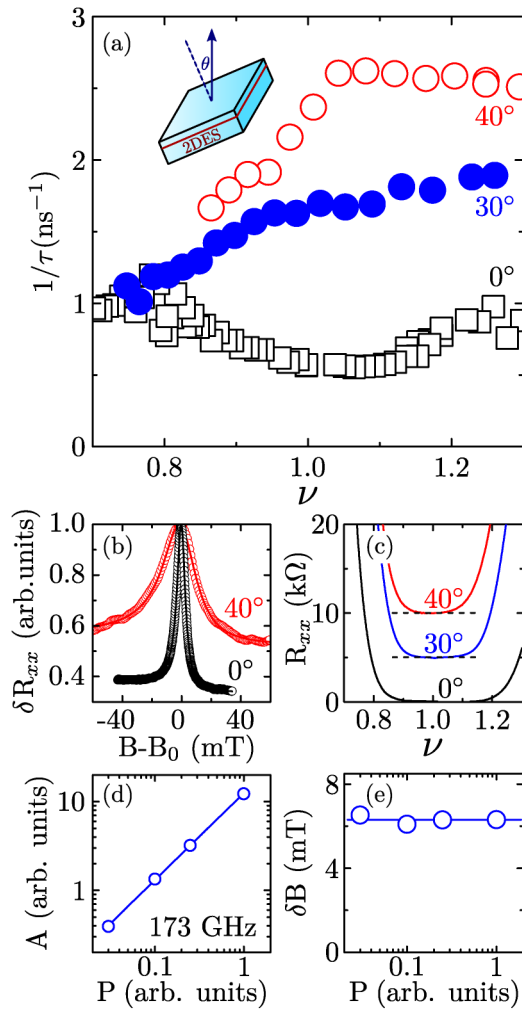 3
(a)
θ
2DES
40°
2
30°
1/τ(ns⁻¹)
0°
1
0
0.8
1.0
1.2
ν
1.0
(b)
0.8
0.6
0.4
40°
0°
δRₓₓ (arb.units)
-40
0
40
B-B₀ (mT)
20
(c)
10
0
40°
30°
0°
Rₓₓ (kΩ)
0.8
1.0
1.2
ν
10
(d)
1
173 GHz
A (arb. units)
0.1
1
P (arb. units)
8
(e)
4
0
δB (mT)
0.1
1
P (arb. units)